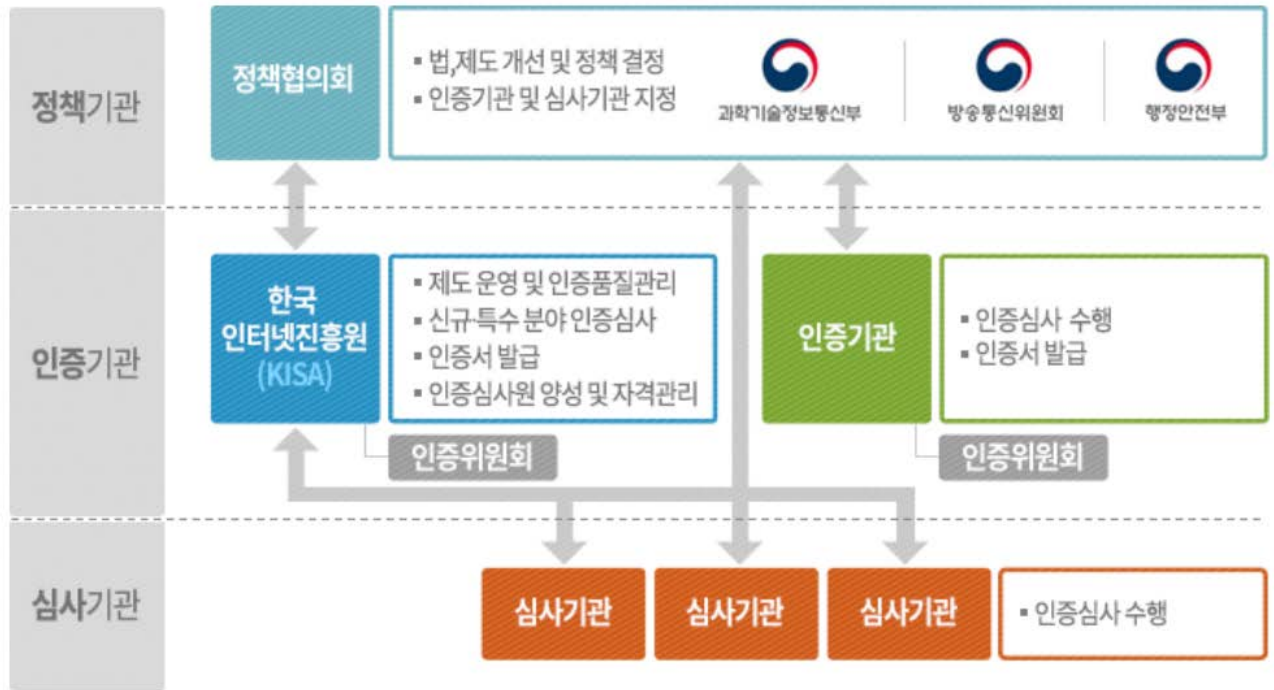 정책기관
정책협의회
▪ 법,제도 개선 및 정책 결정
▪ 인증기관 및 심사기관 지정
과학기술정보통신부
방송통신위원회
행정안전부
인증기관
한국
인터넷진흥원
(KISA)
▪ 제도 운영 및 인증품질관리
▪ 신규·특수 분야 인증심사
▪ 인증서 발급
▪ 인증심사원 양성 및 자격관리
인증위원회
인증기관
▪ 인증심사 수행
▪ 인증서 발급
인증위원회
심사기관
심사기관
심사기관
심사기관
▪ 인증심사 수행